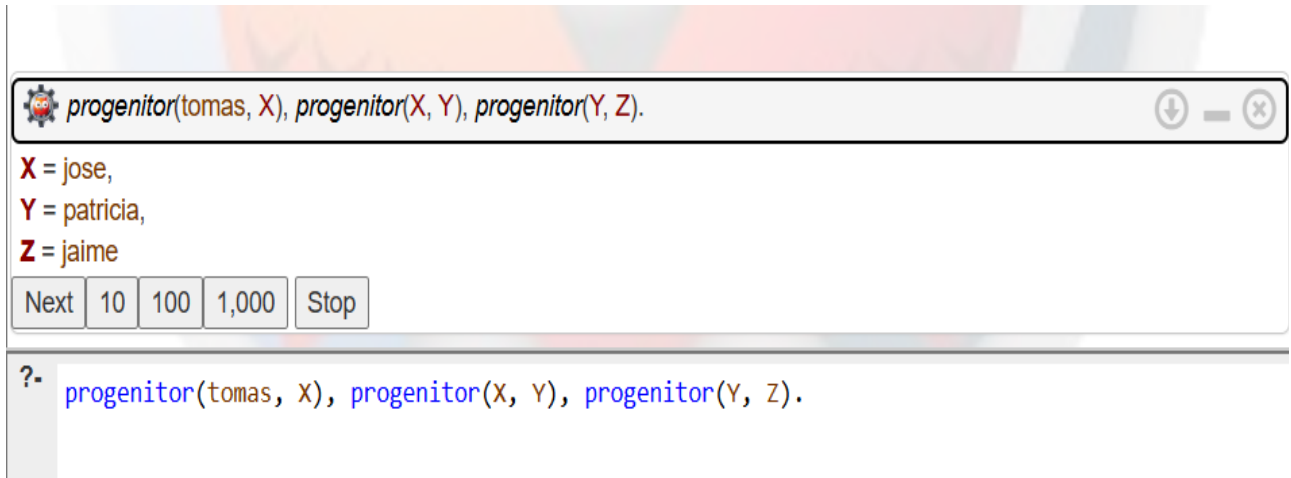 progenitor(tomas, X), progenitor(X, Y), progenitor(Y, Z).
X = jose,
Y = patricia,
Z = jaime
Next 10 100 1,000 Stop
?- progenitor(tomas, X), progenitor(X, Y), progenitor(Y, Z).